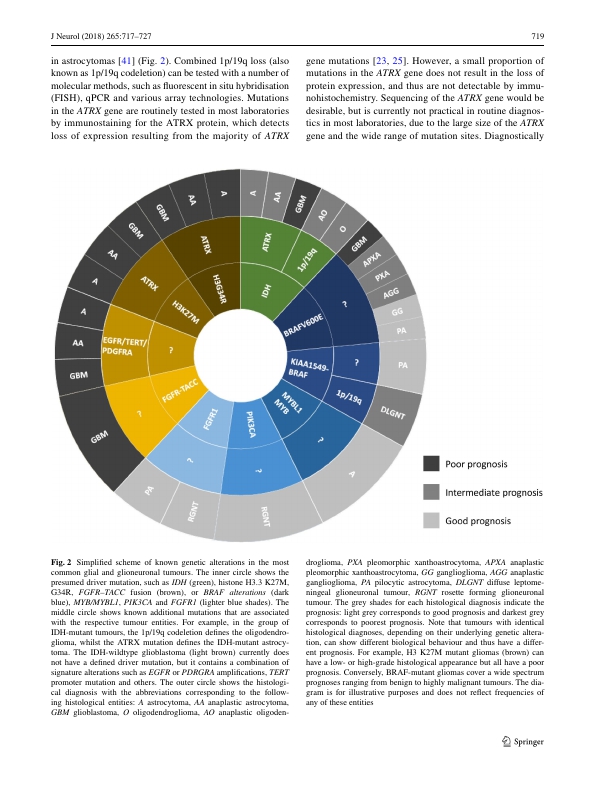 J Neurol (2018) 265:717–727
719
in astrocytomas [41] (Fig. 2). Combined 1p/19q loss (also
known as 1p/19q codeletion) can be tested with a number of
molecular methods, such as fluorescent in situ hybridisation
(FISH), qPCR and various array technologies. Mutations
in the ATRX gene are routinely tested in most laboratories
by immunostaining for the ATRX protein, which detects
loss of expression resulting from the majority of ATRX
gene mutations [23, 25]. However, a small proportion of
mutations in the ATRX gene does not result in the loss of
protein expression, and thus are not detectable by immu-
nohistochemistry. Sequencing of the ATRX gene would be
desirable, but is currently not practical in routine diagnos-
tics in most laboratories, due to the large size of the ATRX
gene and the wide range of mutation sites. Diagnostically
A
AA
GBM
AO
O
GBM
APXA
PXA
AGG
GG
PA
PA
DLGNT
A
RGNT
RGNT
PA
GBM
GBM
AA
A
A
AA
GBM
GBM
AA
A
ATRX
1p/19q
?
?
1p/19q
?
?
?
?
EGFR/TERT/
PDGFRA
ATRX
ATRX
IDH
BRAFV600E
KIAA1549-
BRAF
MYBL1
MYB
PIK3CA
FGFR1
FGFR-TACC
?
H3K27M
H3G34R
Poor prognosis
Intermediate prognosis
Good prognosis
Fig. 2 Simplified scheme of known genetic alterations in the most
common glial and glioneuronal tumours. The inner circle shows the
presumed driver mutation, such as IDH (green), histone H3.3 K27M,
G34R, FGFR–TACC fusion (brown), or BRAF alterations (dark
blue), MYB/MYBL1, PIK3CA and FGFR1 (lighter blue shades). The
middle circle shows known additional mutations that are associated
with the respective tumour entities. For example, in the group of
IDH-mutant tumours, the 1p/19q codeletion defines the oligodendro-
glioma, whilst the ATRX mutation defines the IDH-mutant astrocy-
toma. The IDH-wildtype glioblastoma (light brown) currently does
not have a defined driver mutation, but it contains a combination of
signature alterations such as EGFR or PDRGRA amplifications, TERT
promoter mutation and others. The outer circle shows the histologi-
cal diagnosis with the abbreviations corresponding to the follow-
ing histological entities: A astrocytoma, AA anaplastic astrocytoma,
GBM glioblastoma, O oligodendroglioma, AO anaplastic oligoden-
droglioma, PXA pleomorphic xanthoastrocytoma, APXA anaplastic
pleomorphic xanthoastrocytoma, GG ganglioglioma, AGG anaplastic
ganglioglioma, PA pilocytic astrocytoma, DLGNT diffuse leptome-
ningeal glioneuronal tumour, RGNT rosette forming glioneuronal
tumour. The grey shades for each histological diagnosis indicate the
prognosis: light grey corresponds to good prognosis and darkest grey
corresponds to poorest prognosis. Note that tumours with identical
histological diagnoses, depending on their underlying genetic altera-
tion, can show different biological behaviour and thus have a differ-
ent prognosis. For example, H3 K27M mutant gliomas (brown) can
have a low- or high-grade histological appearance but all have a poor
prognosis. Conversely, BRAF-mutant gliomas cover a wide spectrum
prognoses ranging from benign to highly malignant tumours. The dia-
gram is for illustrative purposes and does not reflect frequencies of
any of these entities
Springer